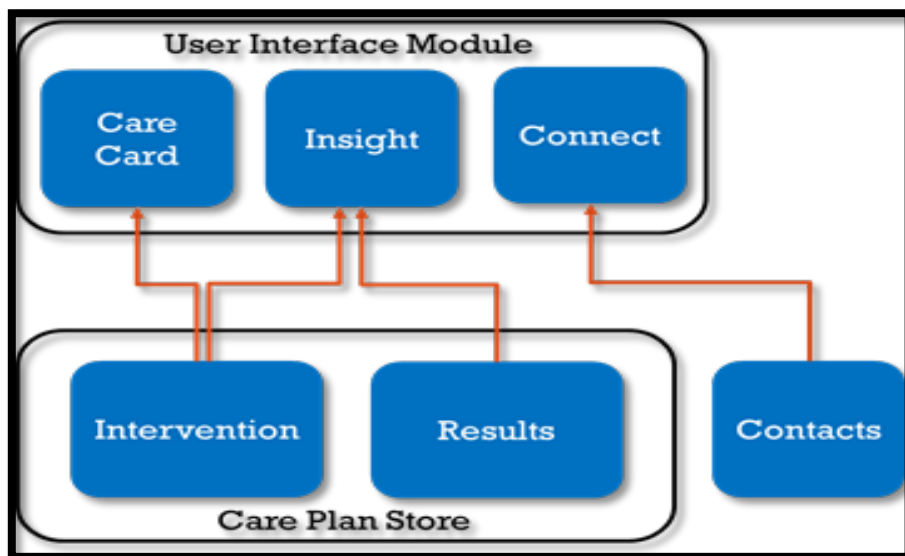 User Interface Module
Care
Card
Insight
Connect
Intervention
Results
Contacts
Care Plan Store